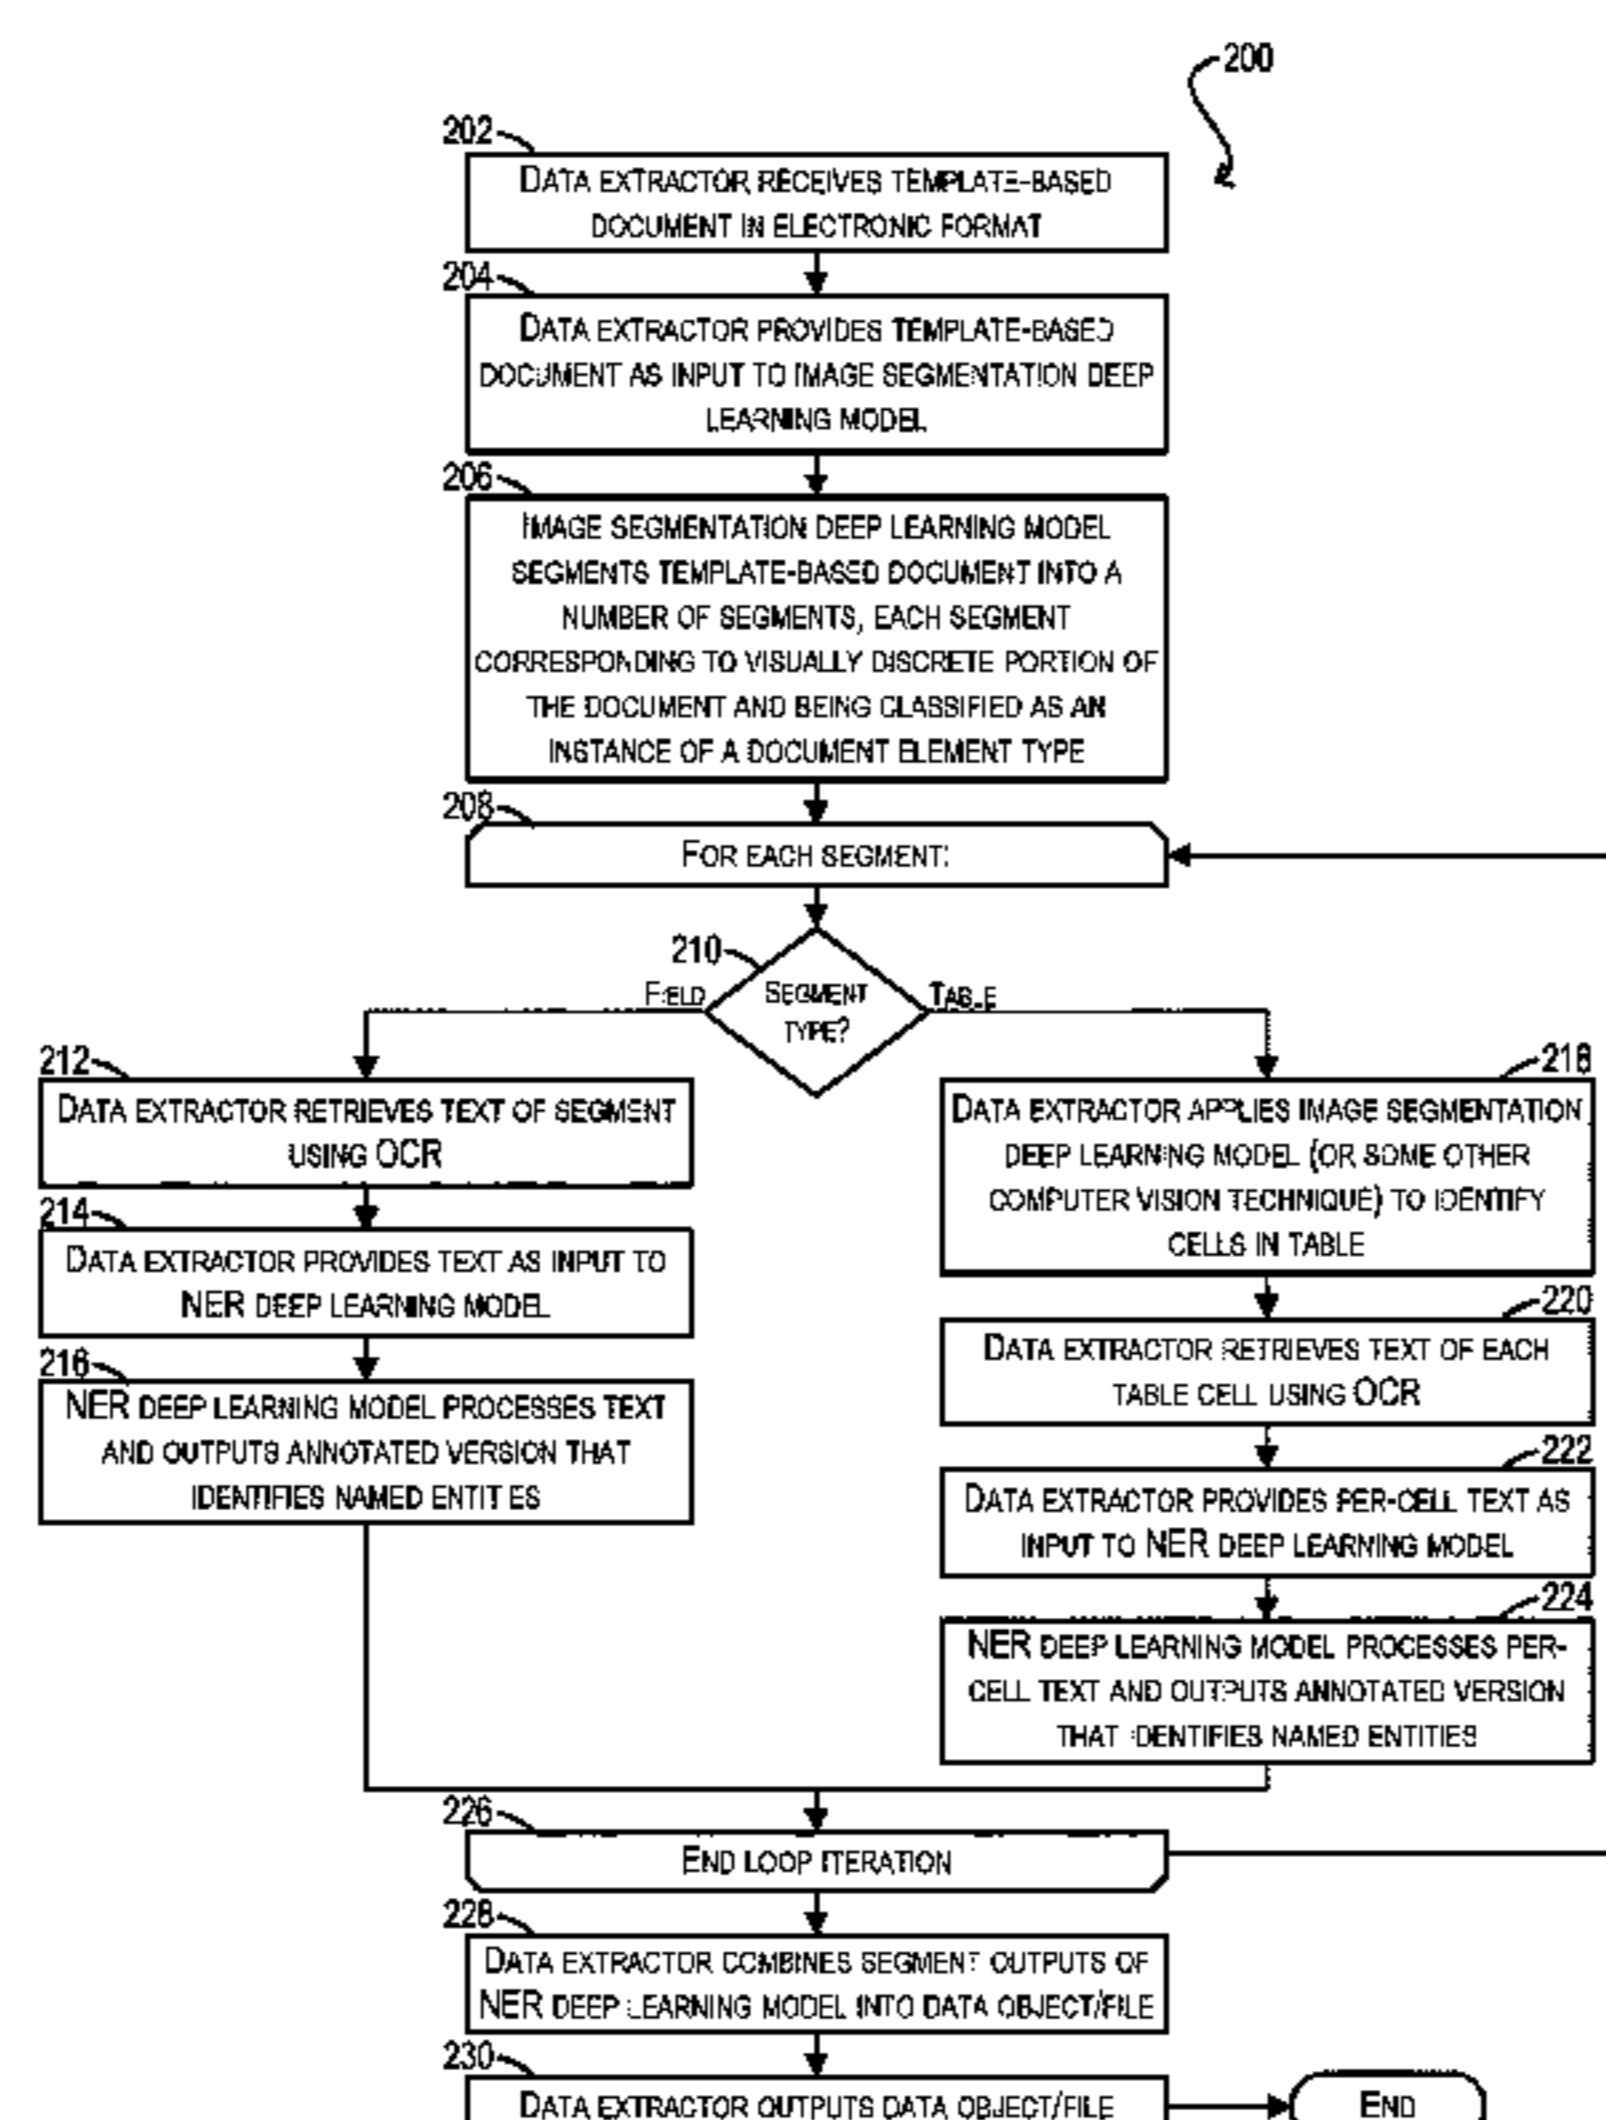 200
202
DATA EXTRACTOR RECEIVES TEMPLATE-BASED
DOCUMENT IN ELECTRONIC FORMAT
204
DATA EXTRACTOR PROVIDES TEMPLATE-BASED
DOCUMENT AS INPUT TO IMAGE SEGMENTATION DEEP
LEARNING MODEL
206
IMAGE SEGMENTATION DEEP LEARNING MODEL
SEGMENTS TEMPLATE-BASED DOCUMENT INTO A
NUMBER OF SEGMENTS, EACH SEGMENT
CORRESPONDING TO VISUALLY DISCRETE PORTION OF
THE DOCUMENT AND BEING CLASSIFIED AS AN
INSTANCE OF A DOCUMENT ELEMENT TYPE
208
FOR EACH SEGMENT:
210
FIELD
SEGMENT
TYPE?
TABLE
212
DATA EXTRACTOR RETRIEVES TEXT OF SEGMENT
USING OCR
214
DATA EXTRACTOR PROVIDES TEXT AS INPUT TO
NER DEEP LEARNING MODEL
216
NER DEEP LEARNING MODEL PROCESSES TEXT
AND OUTPUTS ANNOTATED VERSION THAT
IDENTIFIES NAMED ENTITIES
218
DATA EXTRACTOR APPLIES IMAGE SEGMENTATION
DEEP LEARNING MODEL (OR SOME OTHER
COMPUTER VISION TECHNIQUE) TO IDENTIFY
CELLS IN TABLE
220
DATA EXTRACTOR RETRIEVES TEXT OF EACH
TABLE CELL USING OCR
222
DATA EXTRACTOR PROVIDES PER-CELL TEXT AS
INPUT TO NER DEEP LEARNING MODEL
224
NER DEEP LEARNING MODEL PROCESSES PER-
CELL TEXT AND OUTPUTS ANNOTATED VERSION
THAT IDENTIFIES NAMED ENTITIES
226
END LOOP ITERATION
228
DATA EXTRACTOR COMBINES SEGMENT OUTPUTS OF
NER DEEP LEARNING MODEL INTO DATA OBJECT/FILE
230
DATA EXTRACTOR OUTPUTS DATA OBJECT/FILE
END